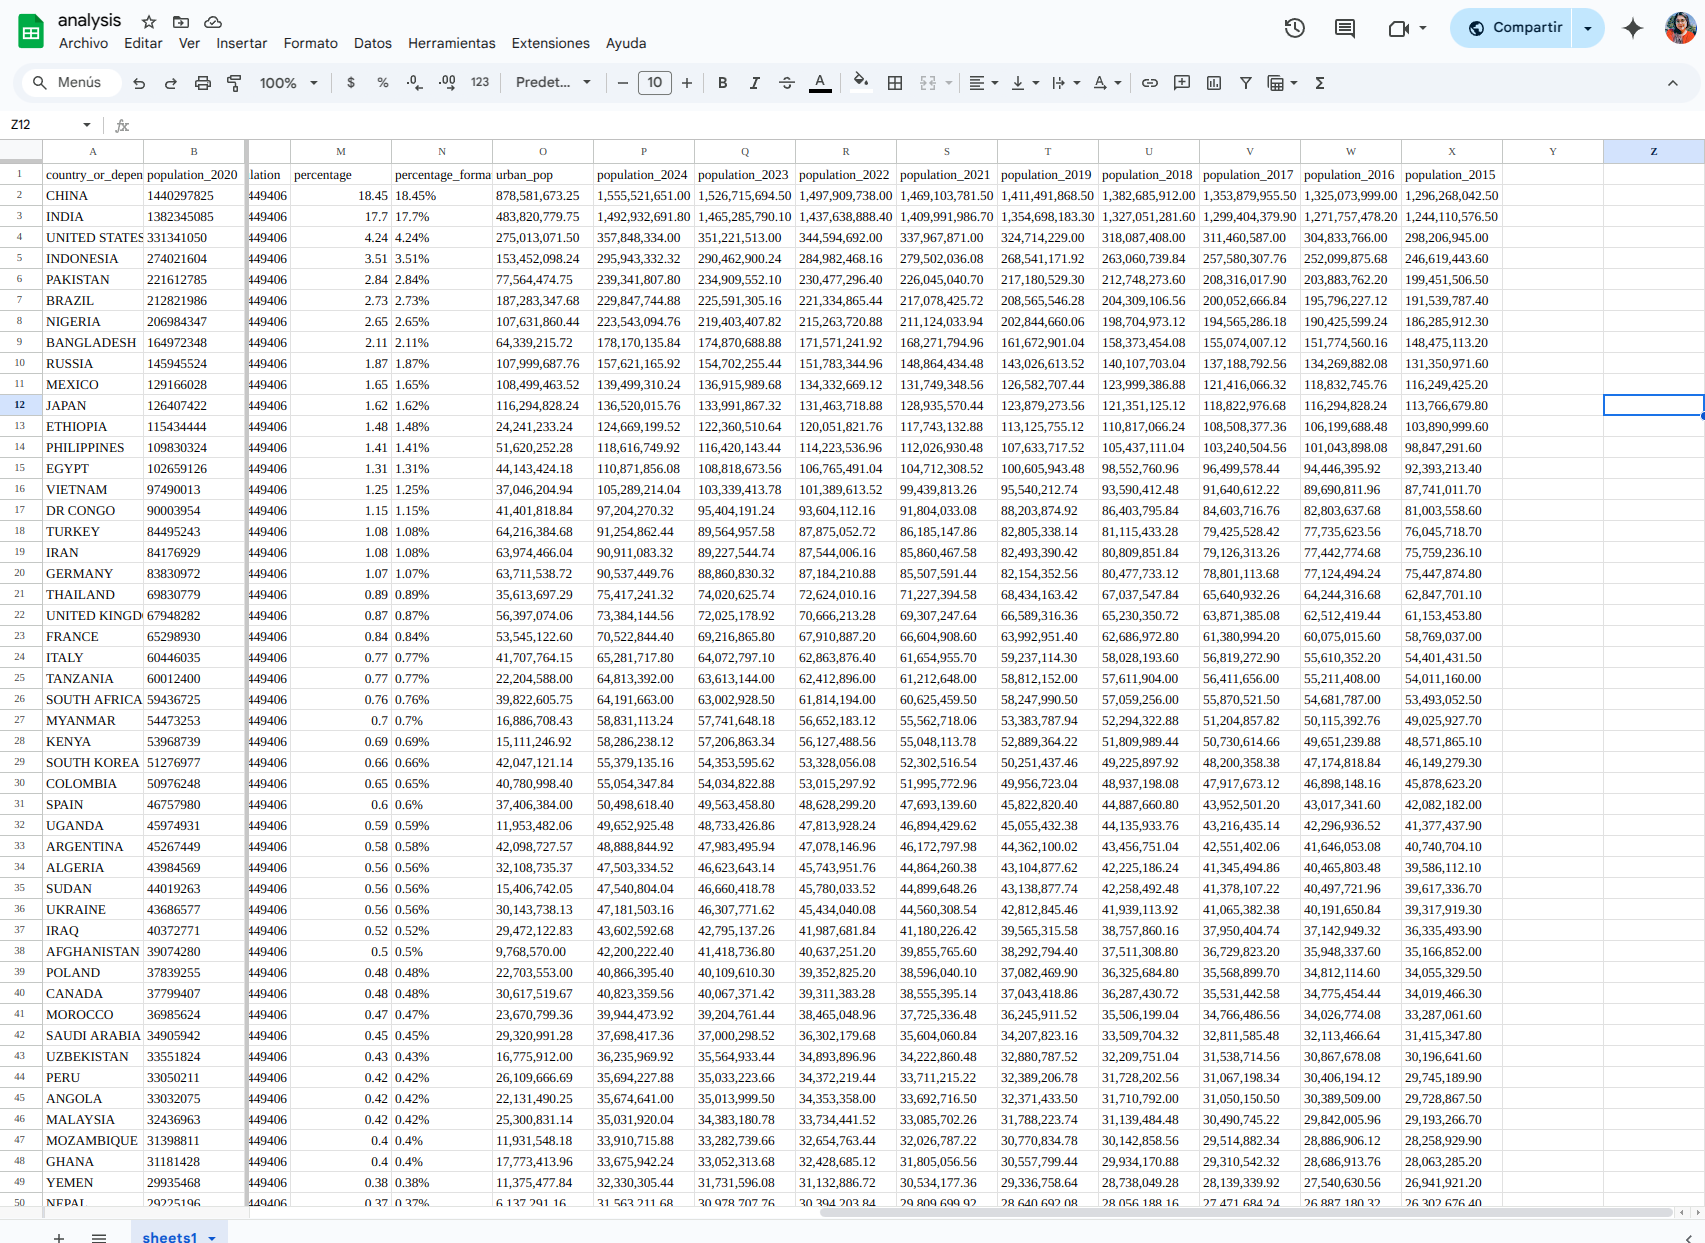 analysis
Archivo Editar Ver Insertar Formato Datos Herramientas Extensiones Ayuda
Compartir
Menús 100% $ % .0 .00 123 Predet... − 10 + B I A Σ
Z12 fx
A B M N O P Q R S T U V W X Y Z
1 country_or_depen population_2020 lation percentage percentage_forma urban_pop population_2024 population_2023 population_2022 population_2021 population_2019 population_2018 population_2017 population_2016 population_2015
2 CHINA 1440297825 449406 18.45 18.45% 878,581,673.25 1,555,521,651.00 1,526,715,694.50 1,497,909,738.00 1,469,103,781.50 1,411,491,868.50 1,382,685,912.00 1,353,879,955.50 1,325,073,999.00 1,296,268,042.50
3 INDIA 1382345085 449406 17.7 17.7% 483,820,779.75 1,492,932,691.80 1,465,285,790.10 1,437,638,888.40 1,409,991,986.70 1,354,698,183.30 1,327,051,281.60 1,299,404,379.90 1,271,757,478.20 1,244,110,576.50
4 UNITED STATES 331341050 449406 4.24 4.24% 275,013,071.50 357,848,334.00 351,221,513.00 344,594,692.00 337,967,871.00 324,714,229.00 318,087,408.00 311,460,587.00 304,833,766.00 298,206,945.00
5 INDONESIA 274021604 449406 3.51 3.51% 153,452,098.24 295,943,332.32 290,462,900.24 284,982,468.16 279,502,036.08 268,541,171.92 263,060,739.84 257,580,307.76 252,099,875.68 246,619,443.60
6 PAKISTAN 221612785 449406 2.84 2.84% 77,564,474.75 239,341,807.80 234,909,552.10 230,477,296.40 226,045,040.70 217,180,529.30 212,748,273.60 208,316,017.90 203,883,762.20 199,451,506.50
7 BRAZIL 212821986 449406 2.73 2.73% 187,283,347.68 229,847,744.88 225,591,305.16 221,334,865.44 217,078,425.72 208,565,546.28 204,309,106.56 200,052,666.84 195,796,227.12 191,539,787.40
8 NIGERIA 206984347 449406 2.65 2.65% 107,631,860.44 223,543,094.76 219,403,407.82 215,263,720.88 211,124,033.94 202,844,660.06 198,704,973.12 194,565,286.18 190,425,599.24 186,285,912.30
9 BANGLADESH 164972348 449406 2.11 2.11% 64,339,215.72 178,170,135.84 174,870,688.88 171,571,241.92 168,271,794.96 161,672,901.04 158,373,454.08 155,074,007.12 151,774,560.16 148,475,113.20
10 RUSSIA 145945524 449406 1.87 1.87% 107,999,687.76 157,621,165.92 154,702,255.44 151,783,344.96 148,864,434.48 143,026,613.52 140,107,703.04 137,188,792.56 134,269,882.08 131,350,971.60
11 MEXICO 129166028 449406 1.65 1.65% 108,499,463.52 139,499,310.24 136,915,989.68 134,332,669.12 131,749,348.56 126,582,707.44 123,999,386.88 121,416,066.32 118,832,745.76 116,249,425.20
12 JAPAN 126407422 449406 1.62 1.62% 116,294,828.24 136,520,015.76 133,991,867.32 131,463,718.88 128,935,570.44 123,879,273.56 121,351,125.12 118,822,976.68 116,294,828.24 113,766,679.80
13 ETHIOPIA 115434444 449406 1.48 1.48% 24,241,233.24 124,669,199.52 122,360,510.64 120,051,821.76 117,743,132.88 113,125,755.12 110,817,066.24 108,508,377.36 106,199,688.48 103,890,999.60
14 PHILIPPINES 109830324 449406 1.41 1.41% 51,620,252.28 118,616,749.92 116,420,143.44 114,223,536.96 112,026,930.48 107,633,717.52 105,437,111.04 103,240,504.56 101,043,898.08 98,847,291.60
15 EGYPT 102659126 449406 1.31 1.31% 44,143,424.18 110,871,856.08 108,818,673.56 106,765,491.04 104,712,308.52 100,605,943.48 98,552,760.96 96,499,578.44 94,446,395.92 92,393,213.40
16 VIETNAM 97490013 449406 1.25 1.25% 37,046,204.94 105,289,214.04 103,339,413.78 101,389,613.52 99,439,813.26 95,540,212.74 93,590,412.48 91,640,612.22 89,690,811.96 87,741,011.70
17 DR CONGO 90003954 449406 1.15 1.15% 41,401,818.84 97,204,270.32 95,404,191.24 93,604,112.16 91,804,033.08 88,203,874.92 86,403,795.84 84,603,716.76 82,803,637.68 81,003,558.60
18 TURKEY 84495243 449406 1.08 1.08% 64,216,384.68 91,254,862.44 89,564,957.58 87,875,052.72 86,185,147.86 82,805,338.14 81,115,433.28 79,425,528.42 77,735,623.56 76,045,718.70
19 IRAN 84176929 449406 1.08 1.08% 63,974,466.04 90,911,083.32 89,227,544.74 87,544,006.16 85,860,467.58 82,493,390.42 80,809,851.84 79,126,313.26 77,442,774.68 75,759,236.10
20 GERMANY 83830972 449406 1.07 1.07% 63,711,538.72 90,537,449.76 88,860,830.32 87,184,210.88 85,507,591.44 82,154,352.56 80,477,733.12 78,801,113.68 77,124,494.24 75,447,874.80
21 THAILAND 69830779 449406 0.89 0.89% 35,613,697.29 75,417,241.32 74,020,625.74 72,624,010.16 71,227,394.58 68,434,163.42 67,037,547.84 65,640,932.26 64,244,316.68 62,847,701.10
22 UNITED KINGD 67948282 449406 0.87 0.87% 56,397,074.06 73,384,144.56 72,025,178.92 70,666,213.28 69,307,247.64 66,589,316.36 65,230,350.72 63,871,385.08 62,512,419.44 61,153,453.80
23 FRANCE 65298930 449406 0.84 0.84% 53,545,122.60 70,522,844.40 69,216,865.80 67,910,887.20 66,604,908.60 63,992,951.40 62,686,972.80 61,380,994.20 60,075,015.60 58,769,037.00
24 ITALY 60446035 449406 0.77 0.77% 41,707,764.15 65,281,717.80 64,072,797.10 62,863,876.40 61,654,955.70 59,237,114.30 58,028,193.60 56,819,272.90 55,610,352.20 54,401,431.50
25 TANZANIA 60012400 449406 0.77 0.77% 22,204,588.00 64,813,392.00 63,613,144.00 62,412,896.00 61,212,648.00 58,812,152.00 57,611,904.00 56,411,656.00 55,211,408.00 54,011,160.00
26 SOUTH AFRICA 59436725 449406 0.76 0.76% 39,822,605.75 64,191,663.00 63,002,928.50 61,814,194.00 60,625,459.50 58,247,990.50 57,059,256.00 55,870,521.50 54,681,787.00 53,493,052.50
27 MYANMAR 54473253 449406 0.7 0.7% 16,886,708.43 58,831,113.24 57,741,648.18 56,652,183.12 55,562,718.06 53,383,787.94 52,294,322.88 51,204,857.82 50,115,392.76 49,025,927.70
28 KENYA 53968739 449406 0.69 0.69% 15,111,246.92 58,286,238.12 57,206,863.34 56,127,488.56 55,048,113.78 52,889,364.22 51,809,989.44 50,730,614.66 49,651,239.88 48,571,865.10
29 SOUTH KOREA 51276977 449406 0.66 0.66% 42,047,121.14 55,379,135.16 54,353,595.62 53,328,056.08 52,302,516.54 50,251,437.46 49,225,897.92 48,200,358.38 47,174,818.84 46,149,279.30
30 COLOMBIA 50976248 449406 0.65 0.65% 40,780,998.40 55,054,347.84 54,034,822.88 53,015,297.92 51,995,772.96 49,956,723.04 48,937,198.08 47,917,673.12 46,898,148.16 45,878,623.20
31 SPAIN 46757980 449406 0.6 0.6% 37,406,384.00 50,498,618.40 49,563,458.80 48,628,299.20 47,693,139.60 45,822,820.40 44,887,660.80 43,952,501.20 43,017,341.60 42,082,182.00
32 UGANDA 45974931 449406 0.59 0.59% 11,953,482.06 49,652,925.48 48,733,426.86 47,813,928.24 46,894,429.62 45,055,432.38 44,135,933.76 43,216,435.14 42,296,936.52 41,377,437.90
33 ARGENTINA 45267449 449406 0.58 0.58% 42,098,727.57 48,888,844.92 47,983,495.94 47,078,146.96 46,172,797.98 44,362,100.02 43,456,751.04 42,551,402.06 41,646,053.08 40,740,704.10
34 ALGERIA 43984569 449406 0.56 0.56% 32,108,735.37 47,503,334.52 46,623,643.14 45,743,951.76 44,864,260.38 43,104,877.62 42,225,186.24 41,345,494.86 40,465,803.48 39,586,112.10
35 SUDAN 44019263 449406 0.56 0.56% 15,406,742.05 47,540,804.04 46,660,418.78 45,780,033.52 44,899,648.26 43,138,877.74 42,258,492.48 41,378,107.22 40,497,721.96 39,617,336.70
36 UKRAINE 43686577 449406 0.56 0.56% 30,143,738.13 47,181,503.16 46,307,771.62 45,434,040.08 44,560,308.54 42,812,845.46 41,939,113.92 41,065,382.38 40,191,650.84 39,317,919.30
37 IRAQ 40372771 449406 0.52 0.52% 29,472,122.83 43,602,592.68 42,795,137.26 41,987,681.84 41,180,226.42 39,565,315.58 38,757,860.16 37,950,404.74 37,142,949.32 36,335,493.90
38 AFGHANISTAN 39074280 449406 0.5 0.5% 9,768,570.00 42,200,222.40 41,418,736.80 40,637,251.20 39,855,765.60 38,292,794.40 37,511,308.80 36,729,823.20 35,948,337.60 35,166,852.00
39 POLAND 37839255 449406 0.48 0.48% 22,703,553.00 40,866,395.40 40,109,610.30 39,352,825.20 38,596,040.10 37,082,469.90 36,325,684.80 35,568,899.70 34,812,114.60 34,055,329.50
40 CANADA 37799407 449406 0.48 0.48% 30,617,519.67 40,823,359.56 40,067,371.42 39,311,383.28 38,555,395.14 37,043,418.86 36,287,430.72 35,531,442.58 34,775,454.44 34,019,466.30
41 MOROCCO 36985624 449406 0.47 0.47% 23,670,799.36 39,944,473.92 39,204,761.44 38,465,048.96 37,725,336.48 36,245,911.52 35,506,199.04 34,766,486.56 34,026,774.08 33,287,061.60
42 SAUDI ARABIA 34905942 449406 0.45 0.45% 29,320,991.28 37,698,417.36 37,000,298.52 36,302,179.68 35,604,060.84 34,207,823.16 33,509,704.32 32,811,585.48 32,113,466.64 31,415,347.80
43 UZBEKISTAN 33551824 449406 0.43 0.43% 16,775,912.00 36,235,969.92 35,564,933.44 34,893,896.96 34,222,860.48 32,880,787.52 32,209,751.04 31,538,714.56 30,867,678.08 30,196,641.60
44 PERU 33050211 449406 0.42 0.42% 26,109,666.69 35,694,227.88 35,033,223.66 34,372,219.44 33,711,215.22 32,389,206.78 31,728,202.56 31,067,198.34 30,406,194.12 29,745,189.90
45 ANGOLA 33032075 449406 0.42 0.42% 22,131,490.25 35,674,641.00 35,013,999.50 34,353,358.00 33,692,716.50 32,371,433.50 31,710,792.00 31,050,150.50 30,389,509.00 29,728,867.50
46 MALAYSIA 32436963 449406 0.42 0.42% 25,300,831.14 35,031,920.04 34,383,180.78 33,734,441.52 33,085,702.26 31,788,223.74 31,139,484.48 30,490,745.22 29,842,005.96 29,193,266.70
47 MOZAMBIQUE 31398811 449406 0.4 0.4% 11,931,548.18 33,910,715.88 33,282,739.66 32,654,763.44 32,026,787.22 30,770,834.78 30,142,858.56 29,514,882.34 28,886,906.12 28,258,929.90
48 GHANA 31181428 449406 0.4 0.4% 17,773,413.96 33,675,942.24 33,052,313.68 32,428,685.12 31,805,056.56 30,557,799.44 29,934,170.88 29,310,542.32 28,686,913.76 28,063,285.20
49 YEMEN 29935468 449406 0.38 0.38% 11,375,477.84 32,330,305.44 31,731,596.08 31,132,886.72 30,534,177.36 29,336,758.64 28,738,049.28 28,139,339.92 27,540,630.56 26,941,921.20
50 NEPAL 29225196 449406 0.37 0.37% 6,137,291.16 31,563,211.68 30,978,707.76 30,394,203.84 29,809,699.92 28,640,692.08 28,056,188.16 27,471,684.24 26,887,180.32 26,302,676.40
sheets1